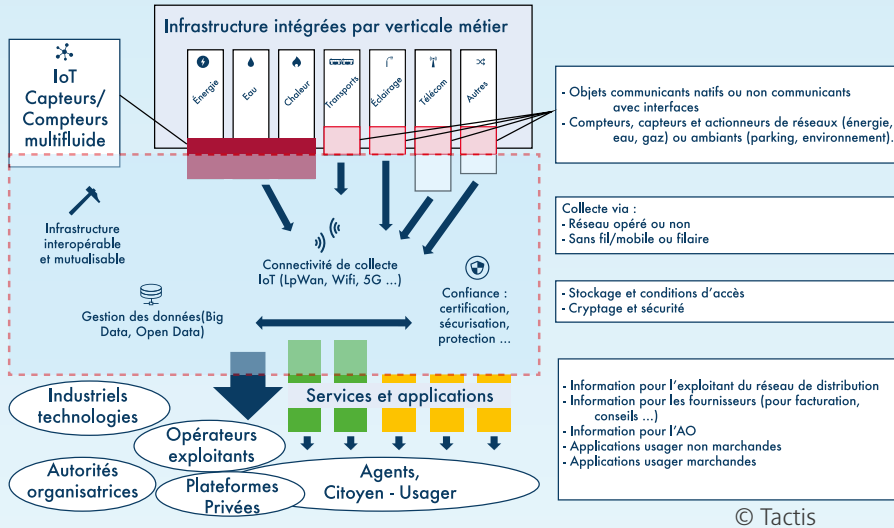 Infrastructure intégrées par verticale métier
IoT
Capteurs/
Compteurs
multifluide
Énergie
Eau
Chaleur
Transports
Éclairage
Télécom
Autres
- Objets communicants natifs ou non communicants
avec interfaces
- Compteurs, capteurs et actionneurs de réseaux (énergie,
eau, gaz) ou ambiants (parking, environnement).
Infrastructure
interopérable
et mutualisable
Connectivité de collecte
IoT (LpWan, Wifi, 5G ...)
Collecte via :
- Réseau opéré ou non
- Sans fil/mobile ou filaire
Gestion des données(Big
Data, Open Data)
Confiance :
certification,
sécurisation,
protection ...
- Stockage et conditions d'accès
- Cryptage et sécurité
Services et applications
Industriels
technologies
Opérateurs
exploitants
Autorités
organisatrices
Plateformes
Privées
Agents,
Citoyen - Usager
- Information pour l'exploitant du réseau de distribution
- Information pour les fournisseurs (pour facturation,
conseils ...)
- Information pour l'AO
- Applications usager non marchandes
- Applications usager marchandes
© Tactis